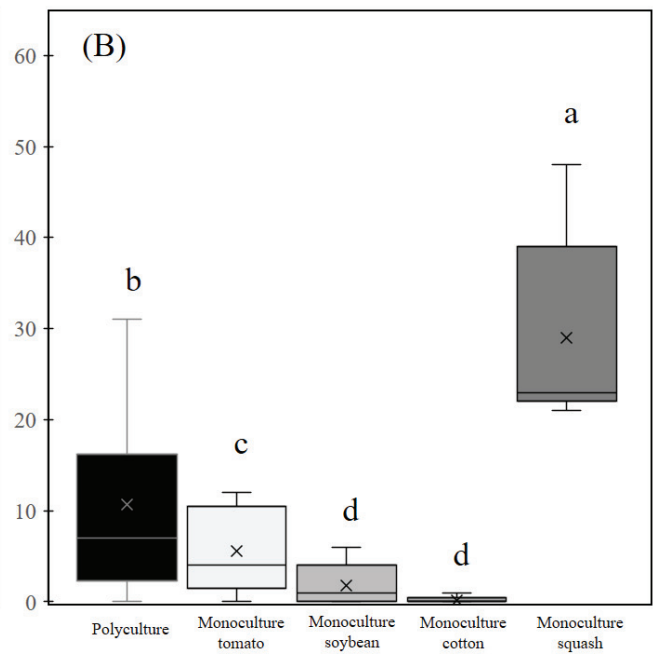 (B)
60
50
40
30
20
10
0
a
b
c
d
d
Polyculture
Monoculture
tomato
Monoculture
soybean
Monoculture
cotton
Monoculture
squash